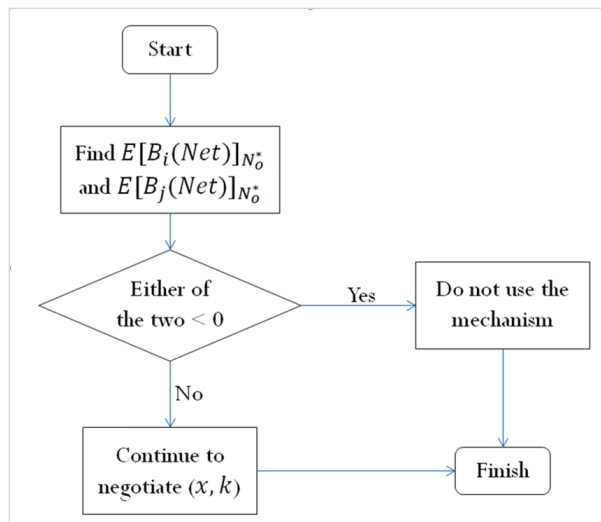 Start
Find E[B_i(Net)]_{N_o^*}
and E[B_j(Net)]_{N_o^*}
Either of
the two < 0
Yes
Do not use the
mechanism
No
Continue to
negotiate (x, k)
Finish